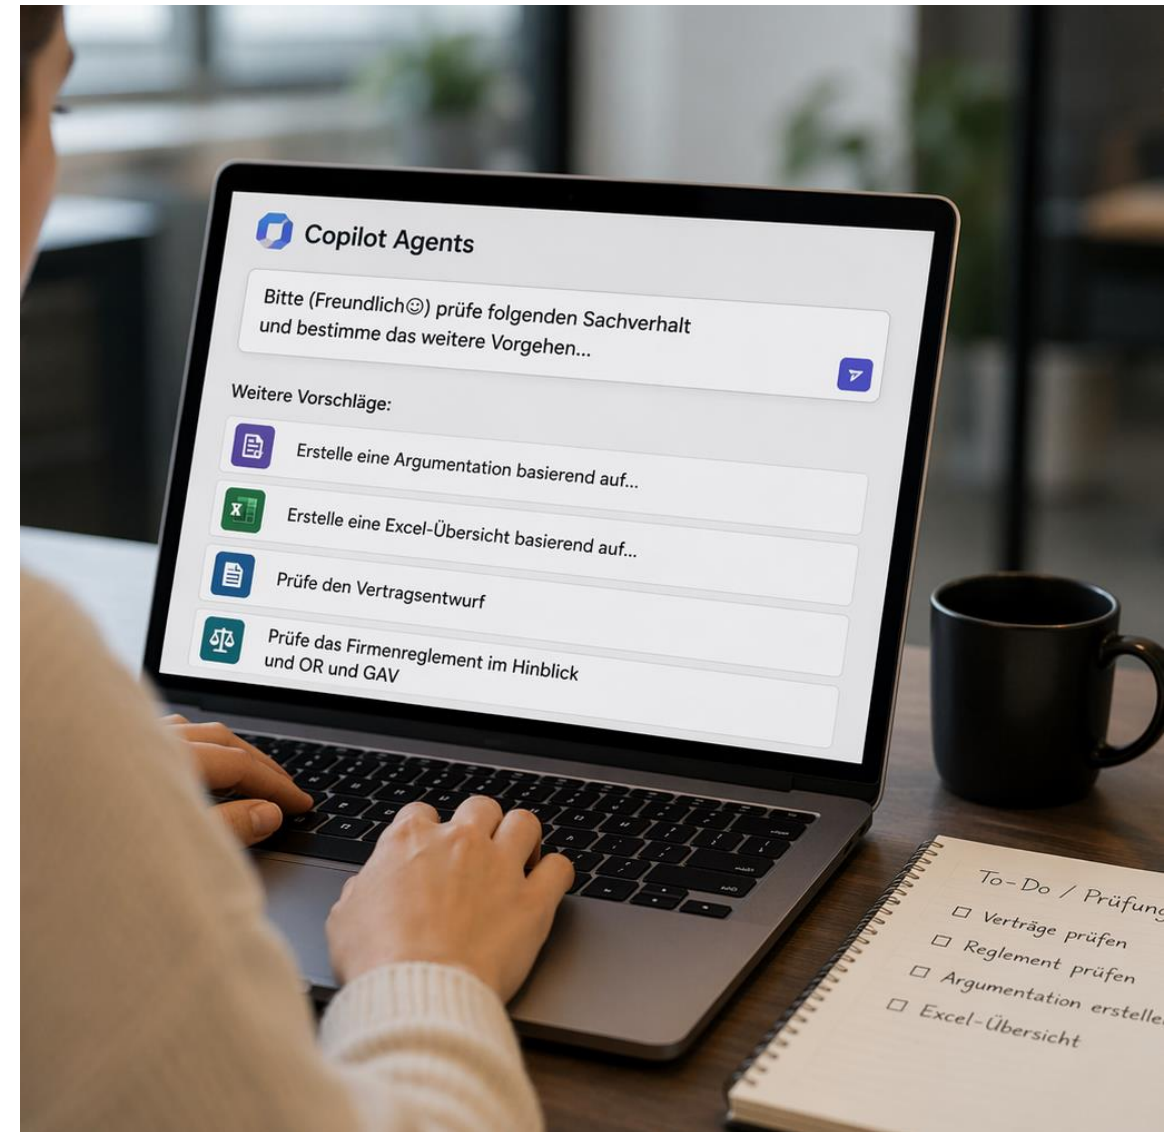 Copilot Agents
Bitte (Freundlich☺) prüfe folgenden Sachverhalt
und bestimme das weitere Vorgehen...
Weitere Vorschläge:
Erstelle eine Argumentation basierend auf...
X
Erstelle eine Excel-Übersicht basierend auf...
Prüfe den Vertragsentwurf
Prüfe das Firmenreglement im Hinblick
und OR und GAV
To-Do / Prüfung
☐ Verträge prüfen
☐ Reglement prüfen
☐ Argumentation erstelle
☐ Excel-Übersicht